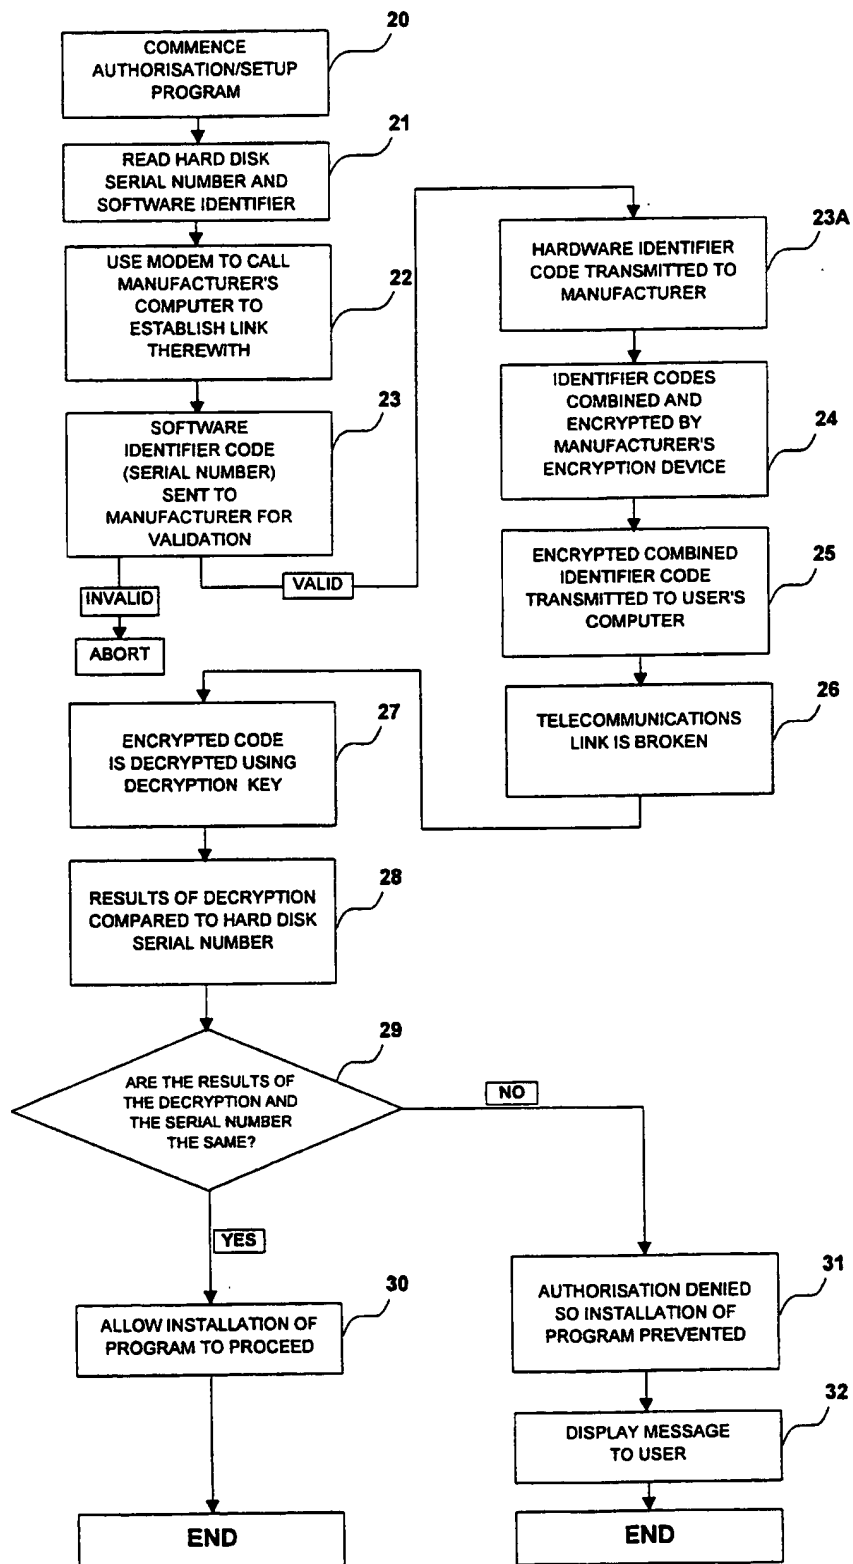 20
COMMENCE
AUTHORISATION/SETUP
PROGRAM
21
READ HARD DISK
SERIAL NUMBER AND
SOFTWARE IDENTIFIER
USE MODEM TO CALL
MANUFACTURER'S
COMPUTER TO
ESTABLISH LINK
THEREWITH
22
23
SOFTWARE
IDENTIFIER CODE
(SERIAL NUMBER)
SENT TO
MANUFACTURER FOR
VALIDATION
INVALID
VALID
ABORT
23A
HARDWARE IDENTIFIER
CODE TRANSMITTED TO
MANUFACTURER
IDENTIFIER CODES
COMBINED AND
ENCRYPTED BY
MANUFACTURER'S
ENCRYPTION DEVICE
24
ENCRYPTED COMBINED
IDENTIFIER CODE
TRANSMITTED TO USER'S
COMPUTER
25
TELECOMMUNICATIONS
LINK IS BROKEN
26
27
ENCRYPTED CODE
IS DECRYPTED USING
DECRYPTION KEY
28
RESULTS OF DECRYPTION
COMPARED TO HARD DISK
SERIAL NUMBER
29
ARE THE RESULTS OF
THE DECRYPTION AND
THE SERIAL NUMBER
THE SAME?
NO
YES
30
ALLOW INSTALLATION OF
PROGRAM TO PROCEED
END
31
AUTHORISATION DENIED
SO INSTALLATION OF
PROGRAM PREVENTED
32
DISPLAY MESSAGE
TO USER
END